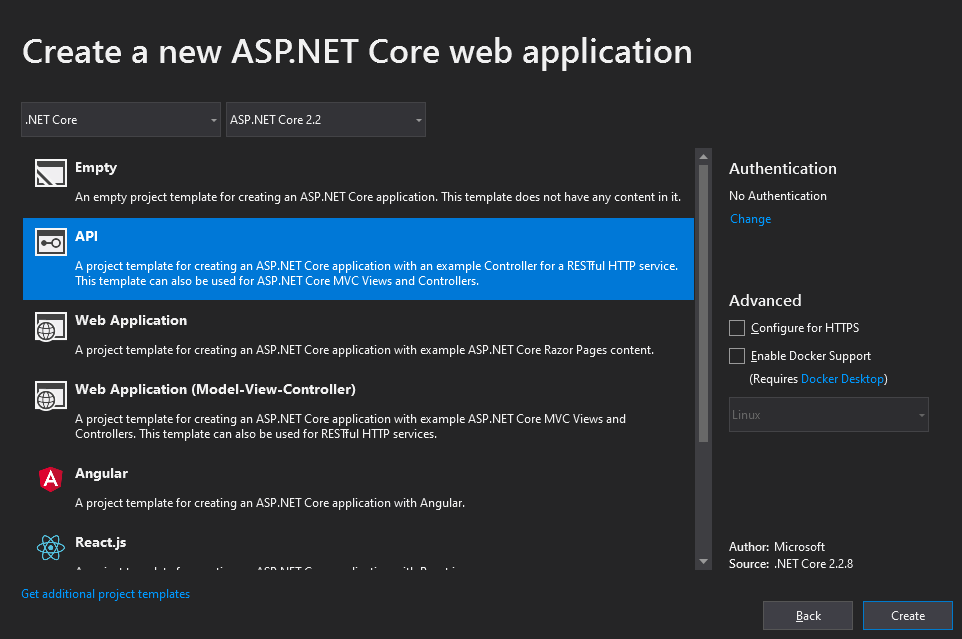 Create a new ASP.NET Core web application
.NET Core
ASP.NET Core 2.2
Empty
An empty project template for creating an ASP.NET Core application. This template does not have any content in it.
API
A project template for creating an ASP.NET Core application with an example Controller for a RESTful HTTP service.
This template can also be used for ASP.NET Core MVC Views and Controllers.
Web Application
A project template for creating an ASP.NET Core application with example ASP.NET Core Razor Pages content.
Web Application (Model-View-Controller)
A project template for creating an ASP.NET Core application with example ASP.NET Core MVC Views and
Controllers. This template can also be used for RESTful HTTP services.
Angular
A project template for creating an ASP.NET Core application with Angular.
React.js
Get additional project templates
Authentication
No Authentication
Change
Advanced
Configure for HTTPS
Enable Docker Support
(Requires Docker Desktop)
Linux
Author: Microsoft
Source: .NET Core 2.2.8
Back
Create